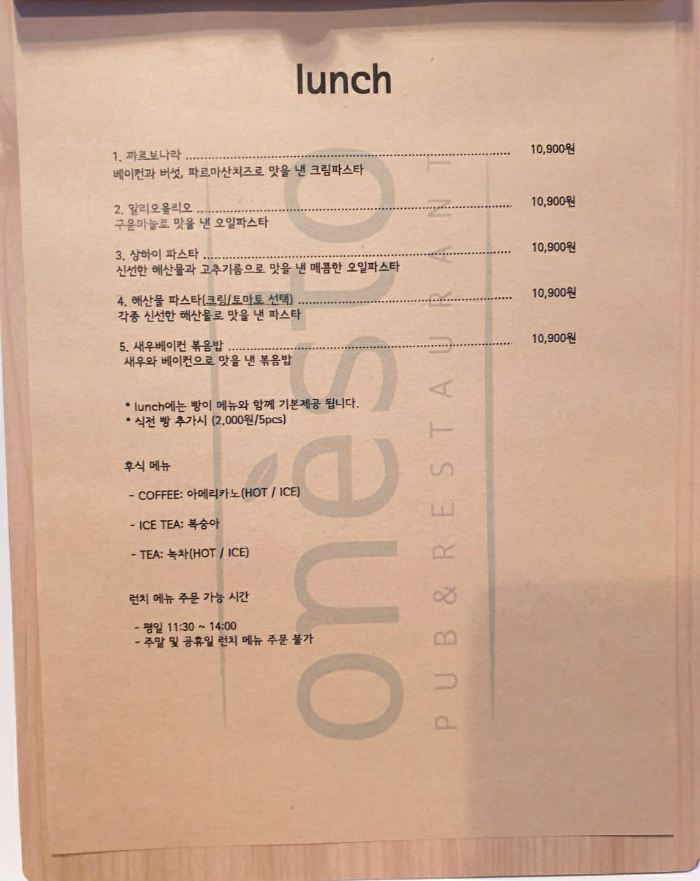 lunch
1. 까르보나라 10,900원
베이컨과 버섯, 파르마산치즈로 맛을 낸 크림파스타
2. 알리오올리오 10,900원
구운마늘로 맛을 낸 오일파스타
3. 상하이 파스타 10,900원
신선한 해산물과 고추기름으로 맛을 낸 매콤한 오일파스타
4. 해산물 파스타(크림/토마토 선택) 10,900원
각종 신선한 해산물로 맛을 낸 파스타
5. 새우베이컨 볶음밥 10,900원
새우와 베이컨으로 맛을 낸 볶음밥
* lunch에는 빵이 메뉴와 함께 기본제공 됩니다.
* 식전 빵 추가시 (2,000원/5pcs)
후식 메뉴
- COFFEE: 아메리카노(HOT / ICE)
- ICE TEA: 복숭아
- TEA: 녹차(HOT / ICE)
런치 메뉴 주문 가능 시간
- 평일 11:30 ~ 14:00
- 주말 및 공휴일 런치 메뉴 주문 불가
onèsto
PUB & RESTAURANT